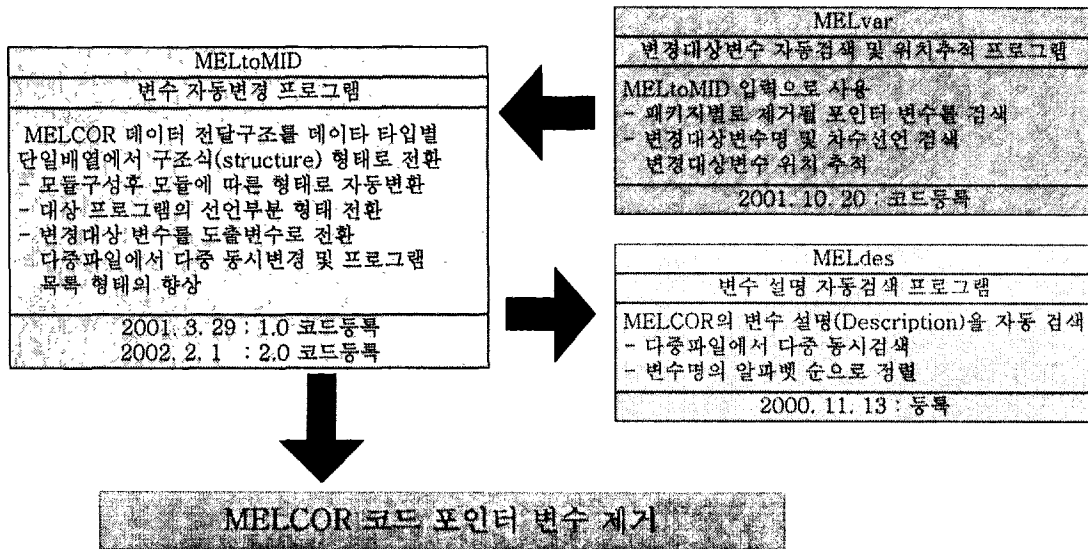 MELtoMID
변수 자동변경 프로그램
MELCOR 데이터 전달구조를 데이타 타입별
단일배열에서 구조식(structure) 형태로 전환
- 모듈구성후 모듈에 따른 형태로 자동변환
- 대상 프로그램의 선언부분 형태 전환
- 변경대상 변수를 도출변수로 전환
- 다중파일에서 다중 동시변경 및 프로그램
목록 형태의 향상
2001. 3. 29 : 1.0 코드등록
2002. 2. 1 : 2.0 코드등록
MELvar
변경대상변수 자동검색 및 위치추적 프로그램
MELtoMID 입력으로 사용
- 패키지별로 제거될 포인터 변수를 검색
- 변경대상변수명 및 차수선언 검색
변경대상변수 위치 추적
2001. 10. 20 : 코드등록
MELdes
변수 설명 자동검색 프로그램
MELCOR의 변수 설명(Description)을 자동 검색
- 다중파일에서 다중 동시검색
- 변수명의 알파벳 순으로 정렬
2000. 11. 13 : 등록
MELCOR 코드 포인터 변수 제거